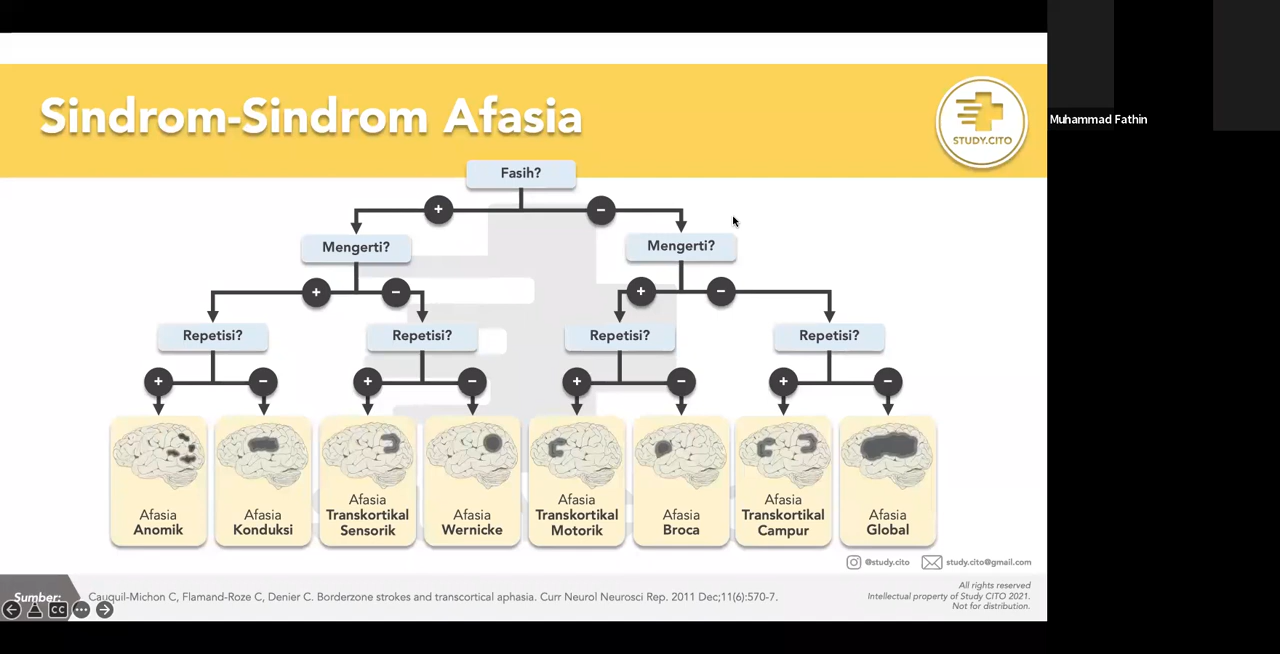 Sindrom-Sindrom Afasia
STUDY.CITO
Muhammad Fathin
Fasih?
+
−
Mengerti?
Mengerti?
+
−
+
−
Repetisi?
Repetisi?
Repetisi?
Repetisi?
+
−
+
−
+
−
+
−
Afasia
Anomik
Afasia
Konduksi
Afasia
Transkortikal
Sensorik
Afasia
Wernicke
Afasia
Transkortikal
Motorik
Afasia
Broca
Afasia
Transkortikal
Campur
Afasia
Global
@study.cito
study.cito@gmail.com
Sumber:
Cauquil-Michon C, Flamand-Roze C, Denier C. Borderzone strokes and transcortical aphasia. Curr Neurol Neurosci Rep. 2011 Dec;11(6):570-7.
All rights reserved
Intellectual property of Study CITO 2021.
Not for distribution.
CC